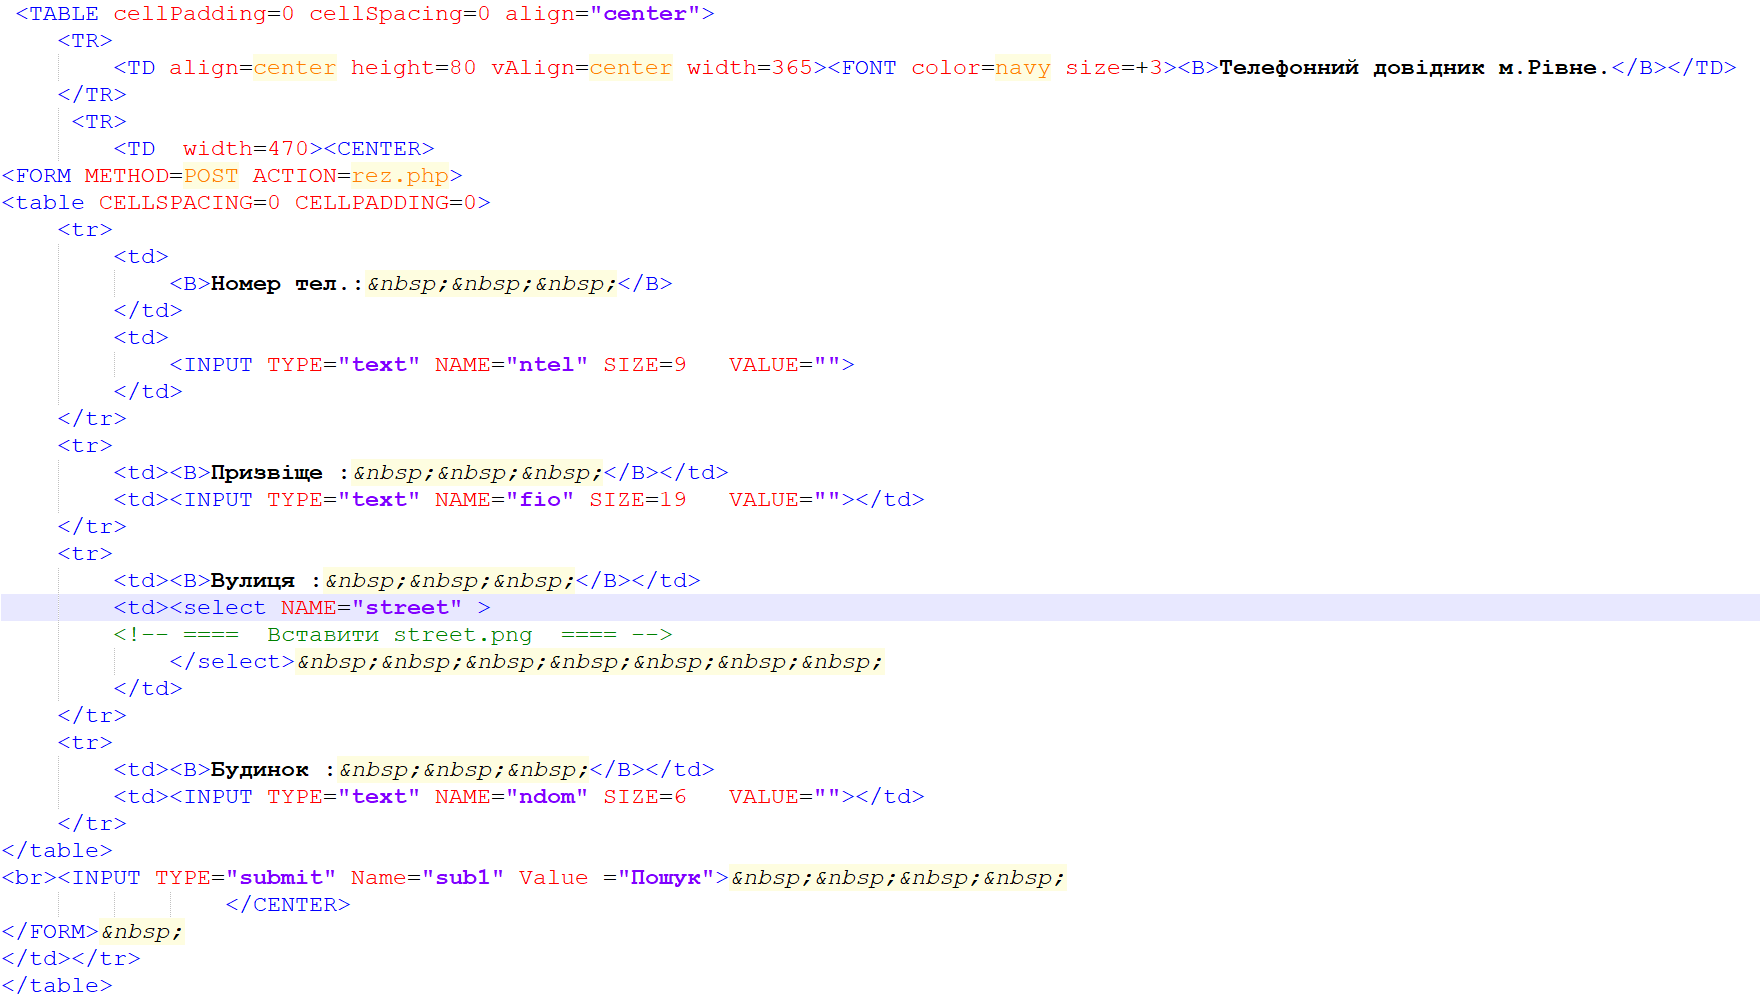 <TABLE cellPadding=0 cellSpacing=0 align="center">
<TR>
<TD align=center height=80 vAlign=center width=365><FONT color=navy size=+3><B>Телефонний довідник м.Рівне.</B></TD>
</TR>
<TR>
<TD  width=470><CENTER>
<FORM METHOD=POST ACTION=rez.php>
<table CELLSPACING=0 CELLPADDING=0>
<tr>
<td>
<B>Номер тел.:&nbsp;&nbsp;&nbsp;</B>
</td>
<td>
<INPUT TYPE="text" NAME="ntel" SIZE=9   VALUE="">
</td>
</tr>
<tr>
<td><B>Призвіще :&nbsp;&nbsp;&nbsp;</B></td>
<td><INPUT TYPE="text" NAME="fio" SIZE=19   VALUE=""></td>
</tr>
<tr>
<td><B>Вулиця :&nbsp;&nbsp;&nbsp;</B></td>
<td><select NAME="street" >
<!-- ====  Вставити street.png  ==== -->
</select>&nbsp;&nbsp;&nbsp;&nbsp;&nbsp;&nbsp;&nbsp;
</td>
</tr>
<tr>
<td><B>Будинок :&nbsp;&nbsp;&nbsp;</B></td>
<td><INPUT TYPE="text" NAME="ndom" SIZE=6   VALUE=""></td>
</tr>
</table>
<br><INPUT TYPE="submit" Name="sub1" Value ="Пошук">&nbsp;&nbsp;&nbsp;&nbsp;
</CENTER>
</FORM>&nbsp;
</td></tr>
</table>